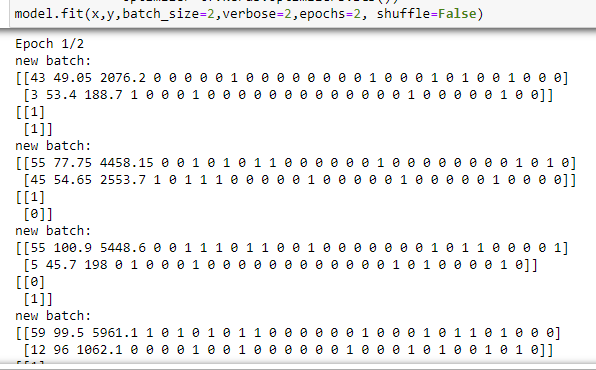 model.fit(x,y,batch_size=2,verbose=2,epochs=2, shuffle=False)
Epoch 1/2
new batch:
[[43 49.05 2076.2 0 0 0 0 0 1 0 0 0 0 0 0 0 0 1 0 0 0 1 0 1 0 0 1 0 0 0]
[3 53.4 188.7 1 0 0 0 1 0 0 0 0 0 0 0 0 0 0 0 0 0 1 0 0 0 0 0 1 0 0]]
[[1]
[1]]
new batch:
[[55 77.75 4458.15 0 0 1 0 1 0 1 1 0 0 0 0 0 0 1 0 0 0 0 0 0 0 0 1 0 1 0]
[45 54.65 2553.7 1 0 1 1 1 0 0 0 0 0 1 0 0 0 0 0 1 0 0 0 0 0 1 0 0 0 0]]
[[1]
[0]]
new batch:
[[55 100.9 5448.6 0 0 1 1 1 0 1 1 0 0 1 0 0 0 0 0 0 0 1 0 1 1 0 0 0 0 1]
[5 45.7 198 0 1 0 0 0 1 0 0 0 0 0 0 0 0 0 0 0 0 1 0 1 0 0 0 0 1 0]]
[[0]
[1]]
new batch:
[[59 99.5 5961.1 1 0 1 0 1 0 1 1 0 0 0 0 0 0 1 0 0 0 1 0 1 1 0 1 0 0 0]
[12 96 1062.1 0 0 0 0 1 0 0 1 0 0 0 0 0 0 1 0 0 0 1 0 1 0 0 1 0 1 0]]